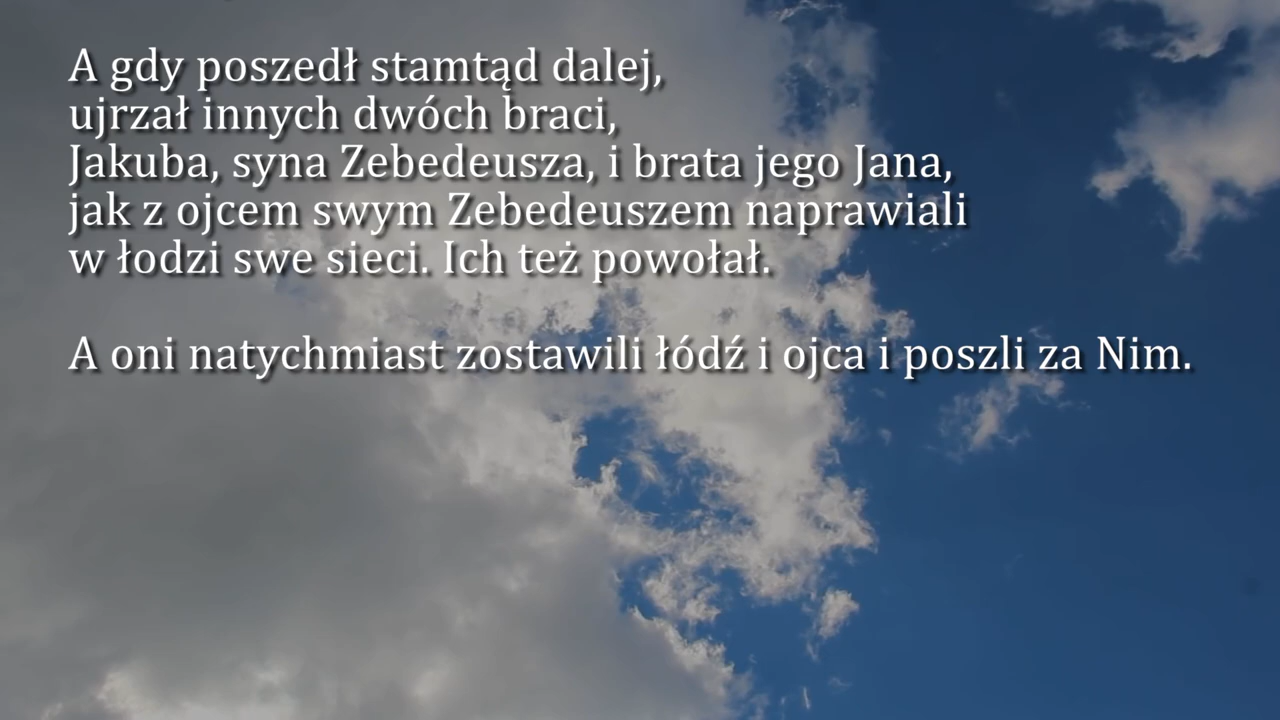 A gdy poszedł stamtąd dalej,
ujrzał innych dwóch braci,
Jakuba, syna Zebedeusza, i brata jego Jana,
jak z ojcem swym Zebedeuszem naprawiali
w łodzi swe sieci. Ich też powołał.
A oni natychmiast zostawili łódź i ojca i poszli za Nim.